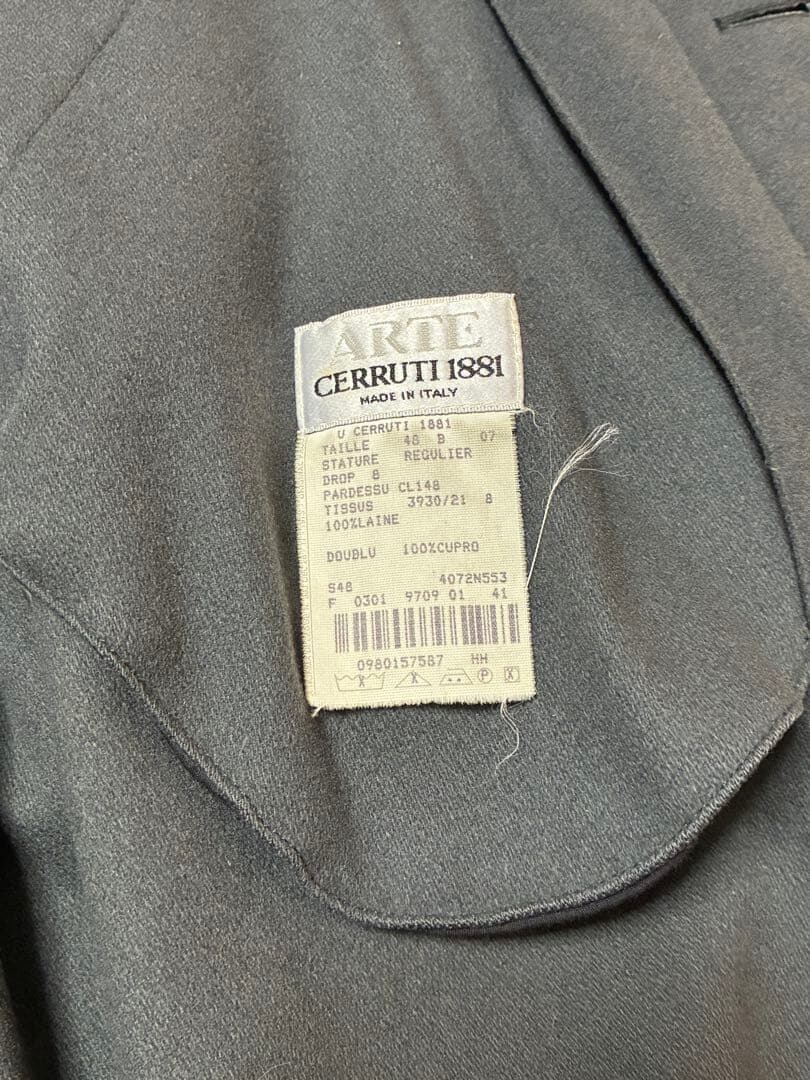 ARTE
CERRUTI 1881
MADE IN ITALY
U CERRUTI 1881
TAILLE 48 B 07
STATURE REGULIER
DROP 8
PARDESSU CL148
TISSUS 3930/21 8
100%LAINE
DOUBLU 100%CUPRO
S48 4072N553
F 0301 9709 01 41
0980157587 HH
P